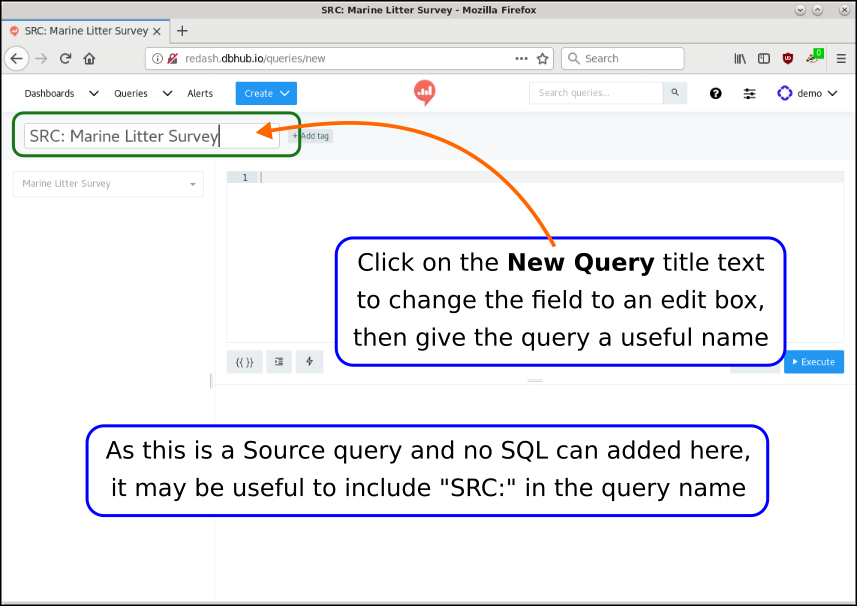 SRC: Marine Litter Survey - Mozilla Firefox
SRC: Marine Litter Survey
redash.dbhub.io/queries/new
Search
0
Dashboards
Queries
Alerts
Create
Search queries...
demo
SRC: Marine Litter Survey
+ Add tag
Marine Litter Survey
1
Click on the New Query title text
to change the field to an edit box,
then give the query a useful name
{{ }}
Execute
As this is a Source query and no SQL can added here,
it may be useful to include "SRC:" in the query name